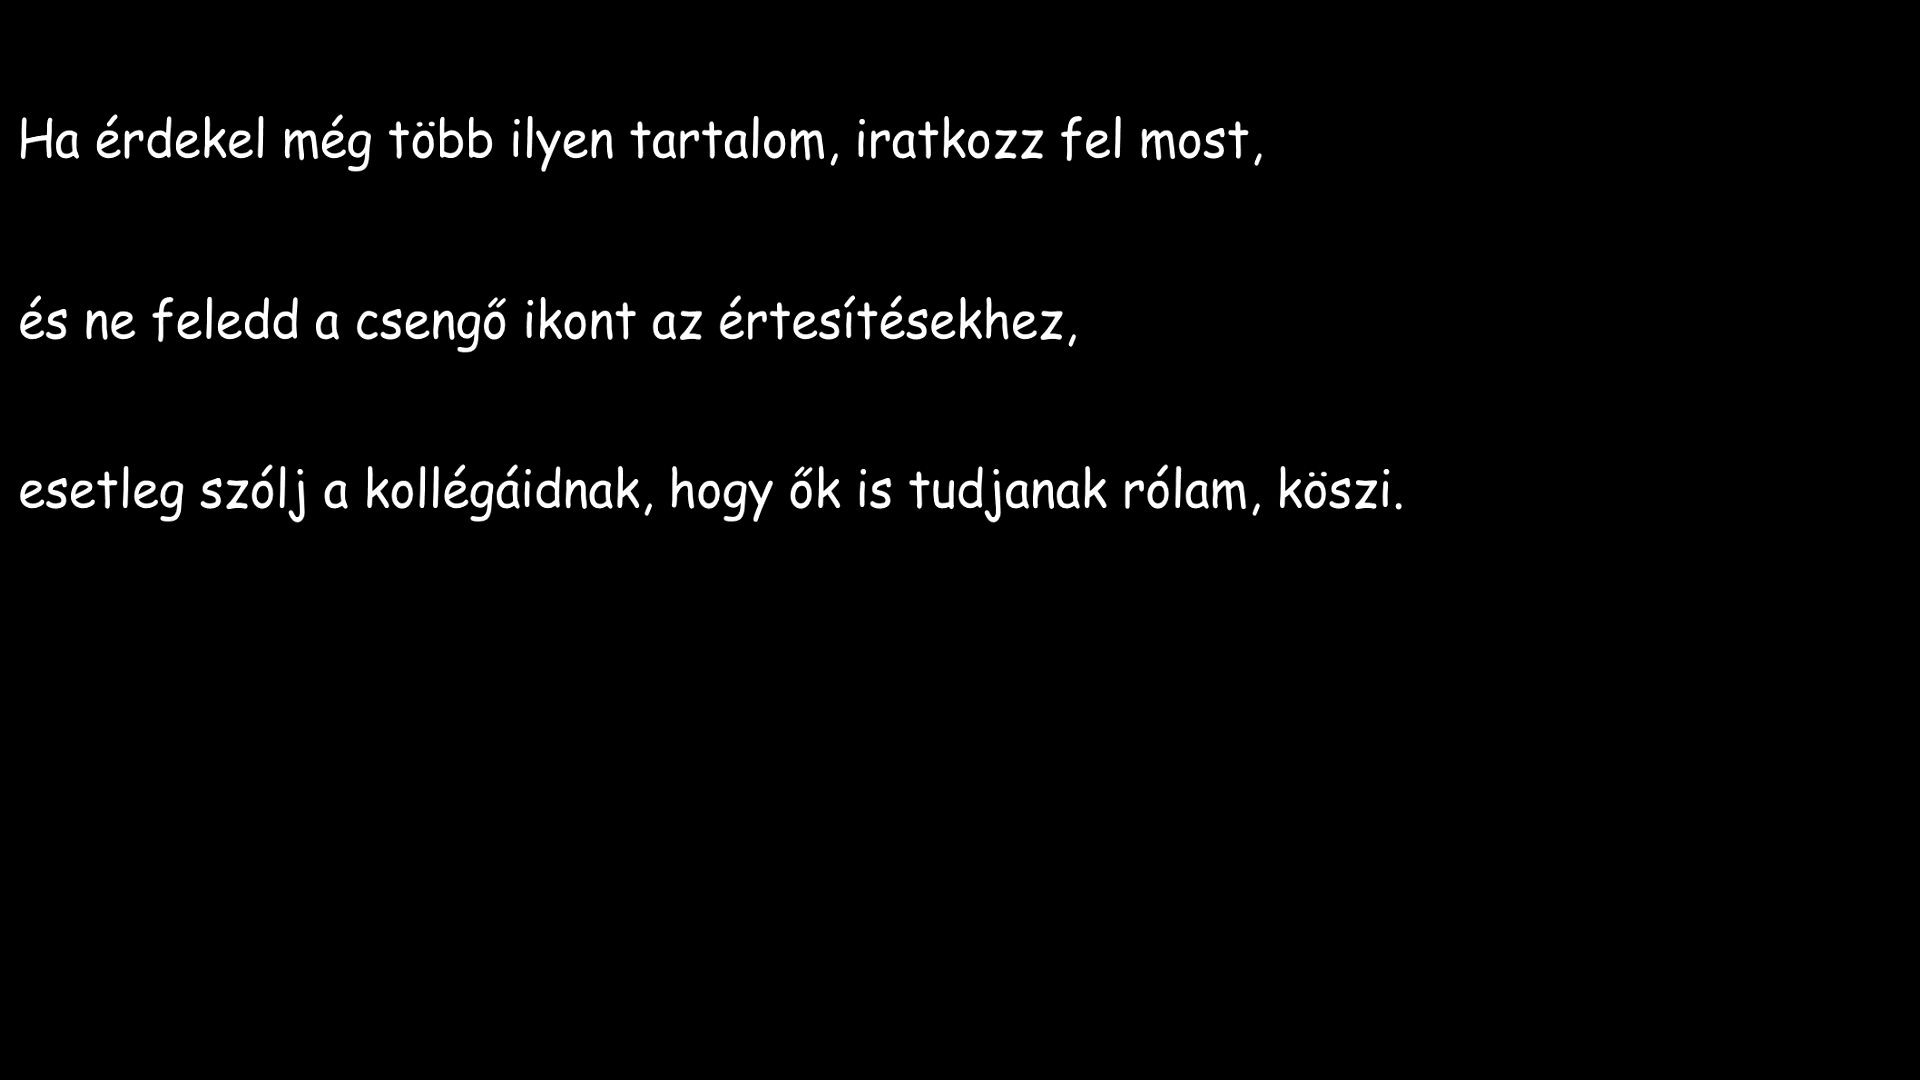 Ha érdekel még több ilyen tartalom, iratkozz fel most,
és ne feledd a csengő ikont az értesítésekhez,
esetleg szólj a kollégáidnak, hogy ők is tudjanak rólam, köszi.